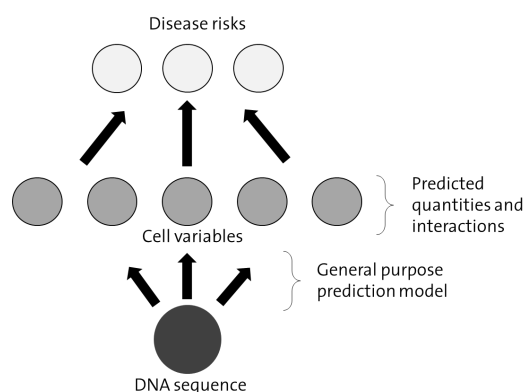 Disease risks
Predicted
quantities and
interactions
Cell variables
General purpose
prediction model
DNA sequence